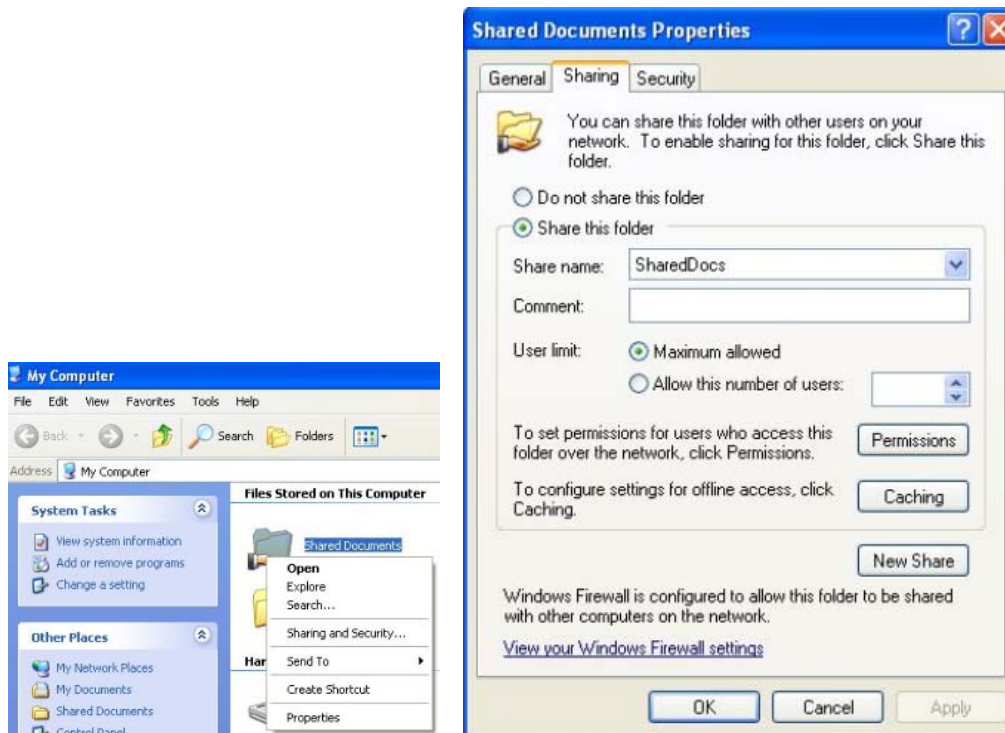 My Computer
File Edit View Favorites Tools Help
Back Search Folders
Address My Computer
System Tasks
View system information
Add or remove programs
Change a setting
Other Places
My Network Places
My Documents
Shared Documents
Control Panel
Files Stored on This Computer
Shared Documents
Open
Explore
Search...
Sharing and Security...
Send To
Create Shortcut
Properties
Har
Shared Documents Properties
General Sharing Security
You can share this folder with other users on your
network. To enable sharing for this folder, click Share this
folder.
Do not share this folder
Share this folder
Share name: SharedDocs
Comment:
User limit: Maximum allowed
Allow this number of users:
To set permissions for users who access this
folder over the network, click Permissions.
Permissions
To configure settings for offline access, click
Caching.
Caching
New Share
Windows Firewall is configured to allow this folder to be shared
with other computers on the network.
View your Windows Firewall settings
OK Cancel Apply